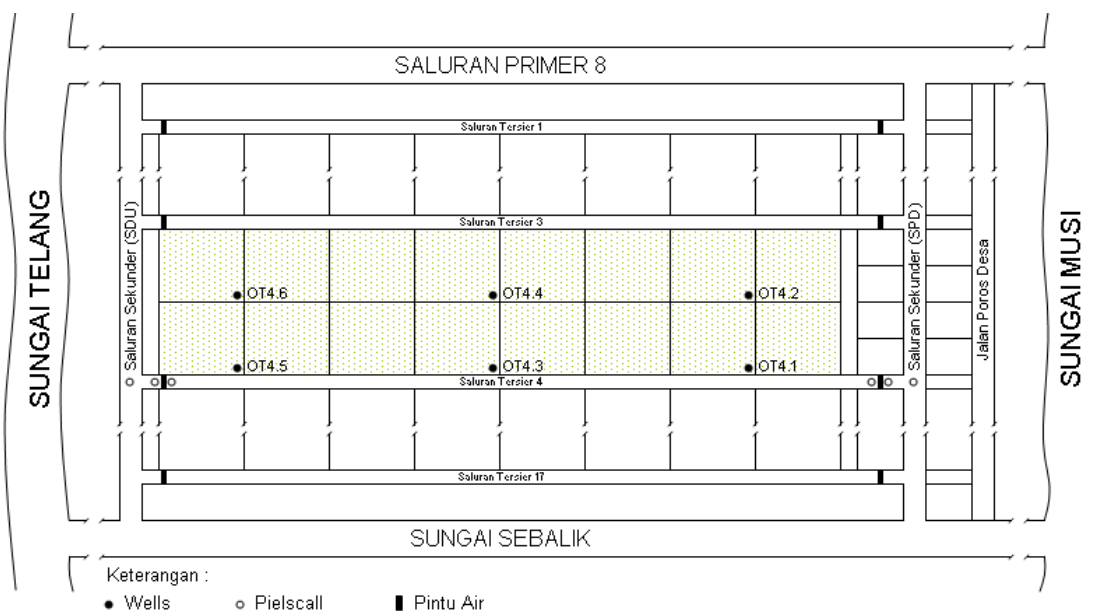 SALURAN PRIMER 8
Saluran Tersier 1
SUNGAI TELANG
Saluran Sekunder (SDU)
Saluran Tersier 3
Saluran Sekunder (SPD)
Jalan Poros Desa
SUNGAI MUSI
OT4.6
OT4.4
OT4.2
OT4.5
OT4.3
OT4.1
Saluran Tersier 4
Saluran Tersier 17
SUNGAI SEBALIK
Keterangan :
Wells
Pielscall
Pintu Air